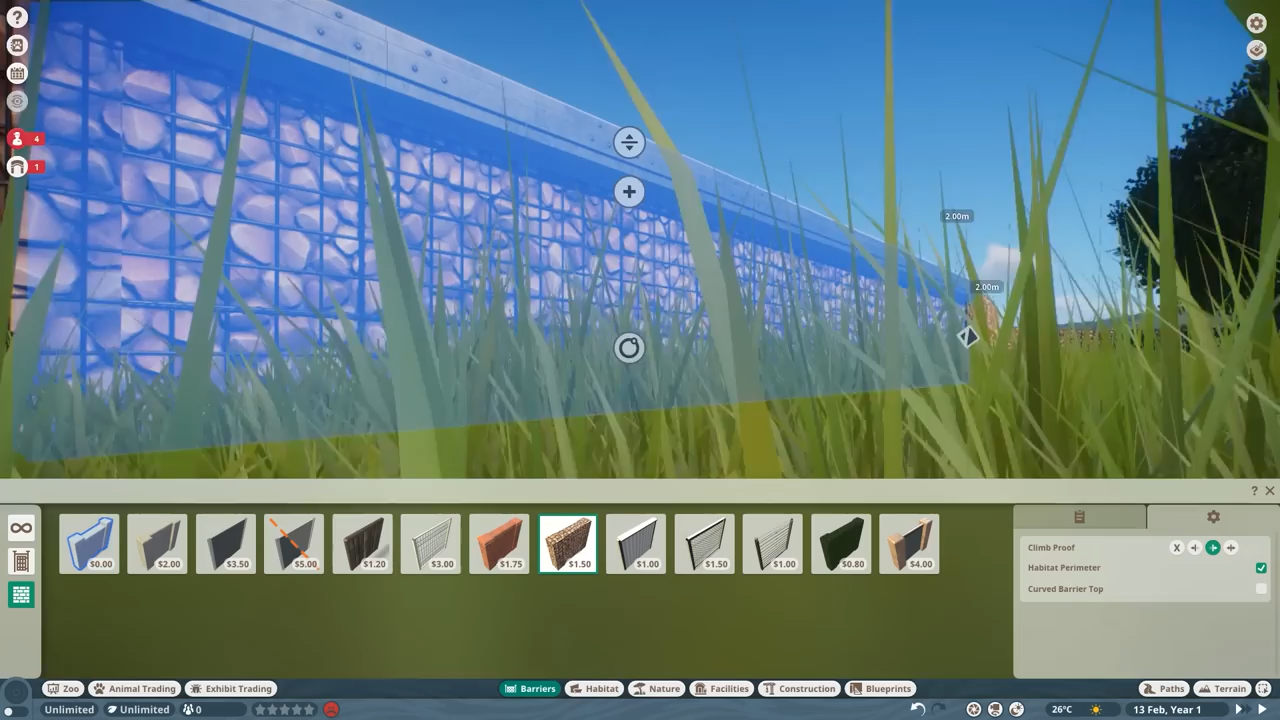 ?
4
1
2.00m
2.00m
?
$0.00
$2.00
$3.50
$5.00
$1.20
$3.00
$1.75
$1.50
$1.00
$1.50
$1.00
$0.80
$4.00
Climb Proof
X
Habitat Perimeter
Curved Barrier Top
Zoo
Animal Trading
Exhibit Trading
Barriers
Habitat
Nature
Facilities
Construction
Blueprints
Paths
Terrain
Unlimited
Unlimited
0
26°C
13 Feb, Year 1